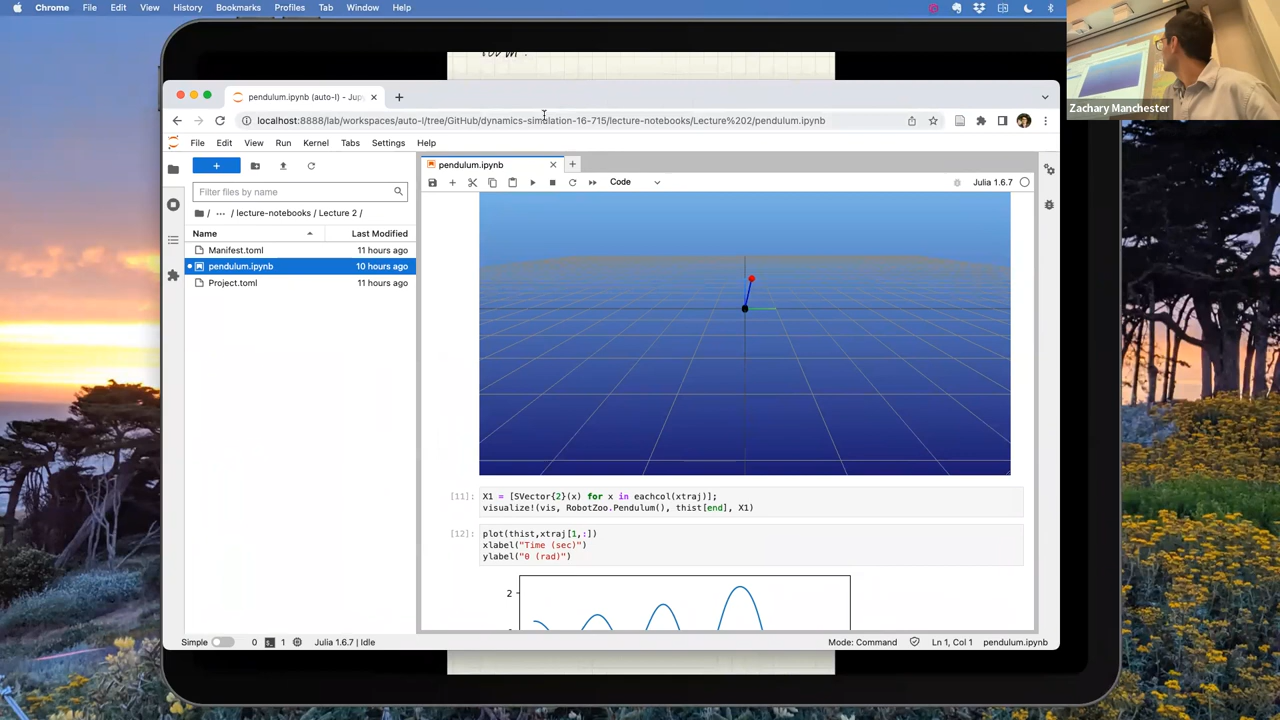 Chrome File Edit View History Bookmarks Profiles Tab Window Help
Zachary Manchester
pendulum.ipynb (auto-I) - Jup
localhost:8888/lab/workspaces/auto-I/tree/GitHub/dynamics-simulation-16-715/lecture-notebooks/Lecture%202/pendulum.ipynb
File Edit View Run Kernel Tabs Settings Help
pendulum.ipynb
Code
Julia 1.6.7
Filter files by name
/ ... / lecture-notebooks / Lecture 2 /
Name Last Modified
Manifest.toml 11 hours ago
pendulum.ipynb 10 hours ago
Project.toml 11 hours ago
[11]: X1 = [SVector{2}(x) for x in eachcol(xtraj)];
visualize!(vis, RobotZoo.Pendulum(), thist[end], X1)
[12]: plot(thist,xtraj[1,:])
xlabel("Time (sec)")
ylabel("θ (rad)")
2
Simple 0 1 Julia 1.6.7 | Idle Mode: Command Ln 1, Col 1 pendulum.ipynb